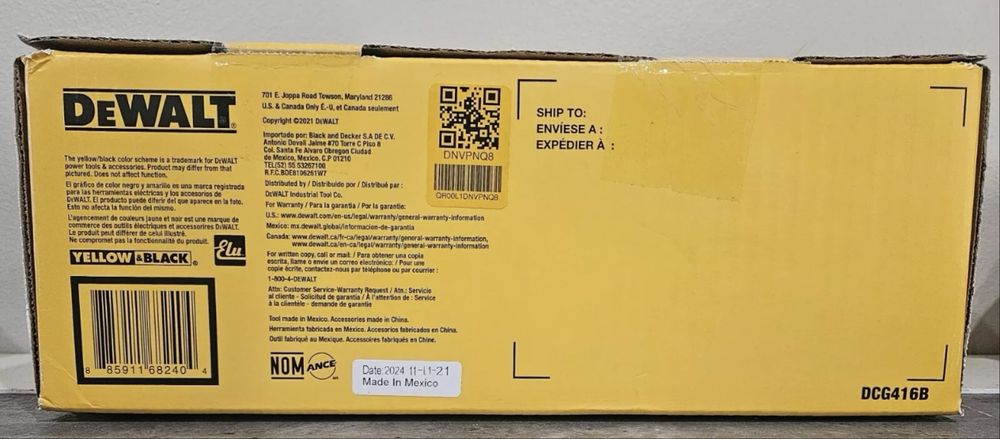 DEWALT®
The yellow/black color scheme is a trademark for DEWALT
power tools & accessories. Product may differ from that
pictured. Does not affect function.
El gráfico de color negro y amarillo es una marca registrada
para las herramientas eléctricas y los accesorios de
DEWALT. El producto puede diferir del que aparece en la foto.
Esto no afecta la función del mismo.
L'agencement de couleurs jaune et noir est une marque de
commerce des outils électriques et accessoires DEWALT.
Le produit peut différer de celui illustré.
Ne compromet pas la fonctionnalité du produit.
YELLOW & BLACK®
Elu
8 85911 68240 4
701 E. Joppa Road Towson, Maryland 21286
U.S. & Canada Only É.-U, et Canada seulement
Copyright ©2021 DEWALT
Importado por: Black and Decker S.A DE C.V.
Antonio Dovali Jaime #70 Torre C Piso 8
Col. Santa Fe Alvaro Obregon Ciudad
de Mexico, Mexico. C.P 01210
TEL(52) 55 53267100
R.F.C.BDE8106261W7
Distributed by / Distribuido por / Distribué par :
DEWALT Industrial Tool Co.
For Warranty / Para la garantía / Por la garantie:
U.S.: www.dewalt.com/en-us/legal/warranty/general-warranty-information
Mexico: mx.dewalt.global/informacion-de-garantia
Canada: www.dewalt.ca/fr-ca/legal/warranty/general-warranty-information,
www.dewalt.ca/en-ca/legal/warranty/general-warranty-information
For written copy, call or mail: / Para obtener una copia
escrita, llame o envie un correo electrónico: / Pour une
copie écrite, contactez-nous par téléphone ou par courrier :
1-800-4-DEWALT
Attn: Customer Service-Warranty Request / Atn.: Servicio
al cliente - Solicitud de garantía / À l'attention de : Service
à la clientèle - demande de garantie
Tool made in Mexico. Accessories made in China.
Herramienta fabricada en México. Accesorios fabricados en China.
Outil fabriqué au Mexique. Accessoires fabriqués en Chine.
NOM ANCE
Date: 2024 11-L1-21
Made In Mexico
DNVPNQ8
QR00L1DNVPNQ8
SHIP TO:
ENVÍESE A :
EXPÉDIER À :
DCG416B